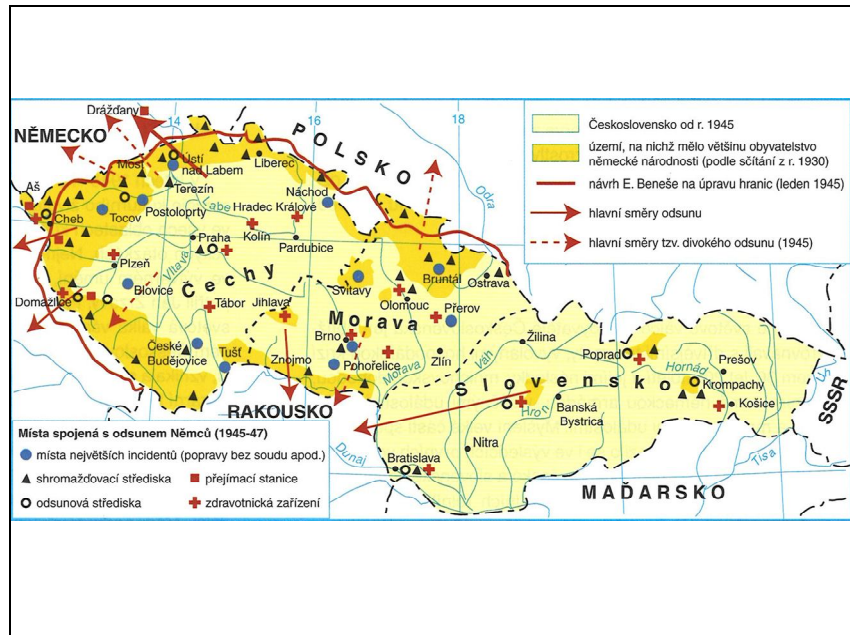 Drážďany
14
16
18
NĚMECKO
POLSKO
Most
Ústí
nad Labem
Liberec
Aš
Terezín
Náchod
Odra
Cheb
Tocov
Postoloprty
Labe
Hradec Králové
Praha
Kolín
Pardubice
Plzeň
Vltava
Čechy
Bruntál
Ostrava
Domažlice
Blovice
Tábor
Jihlava
Svitavy
Olomouc
Přerov
Morava
České
Budějovice
Tušť
Brno
Pohořelice
Zlín
Žilina
Váh
Znojmo
Morava
Poprad
Prešov
Hornád
Slovensko
Krompachy
Košice
RAKOUSKO
Hron
Banská
Bystrica
Nitra
Dunaj
Bratislava
Uh
SSSR
Tisa
MAĎARSKO
Československo od r. 1945
území, na nichž mělo většinu obyvatelstvo
německé národnosti (podle sčítání z r. 1930)
návrh E. Beneše na úpravu hranic (leden 1945)
hlavní směry odsunu
hlavní směry tzv. divokého odsunu (1945)
Místa spojená s odsunem Němců (1945-47)
místa největších incidentů (popravy bez soudu apod.)
shromažďovací střediska
přejímací stanice
odsunová střediska
zdravotnická zařízení